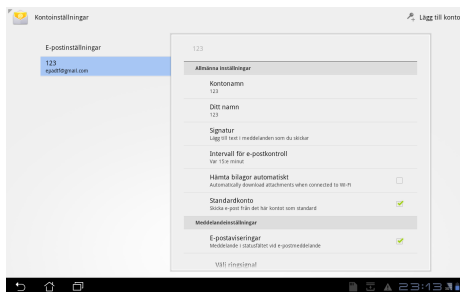 Kontoinställningar
Lägg till konto
E-postinställningar
123
epadtf@gmail.com
123
Allmänna inställningar
Kontonamn
123
Ditt namn
123
Signatur
Lägg till text i meddelanden som du skickar
Intervall för e-postkontroll
Var 15:e minut
Hämta bilagor automatiskt
Automatically download attachments when connected to Wi-Fi
Standardkonto
Skicka e-post från det här kontot som standard
Meddelandeinställningar
E-postaviseringar
Meddelande i statusfältet vid e-postmeddelande
Välj ringsignal
23:13